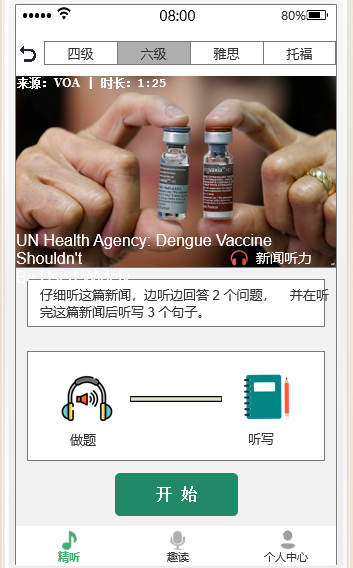 08:00
80%
四级 六级 雅思 托福
来源：VOA | 时长：1:25
UN Health Agency: Dengue Vaccine
Shouldn't
Be Used Widely
新闻听力
仔细听这篇新闻，边听边回答 2 个问题， 并在听
完这篇新闻后听写 3 个句子。
做题 听写
开 始
精听 趣读 个人中心